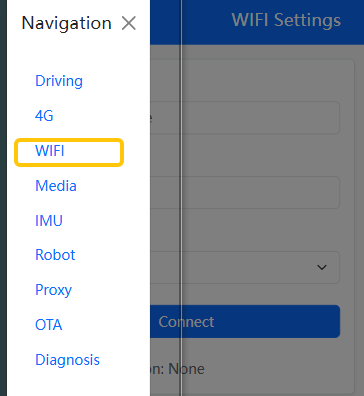 Navigation
WIFI Settings
Driving
4G
WIFI
Media
IMU
Robot
Proxy
OTA
Diagnosis
Connect
None